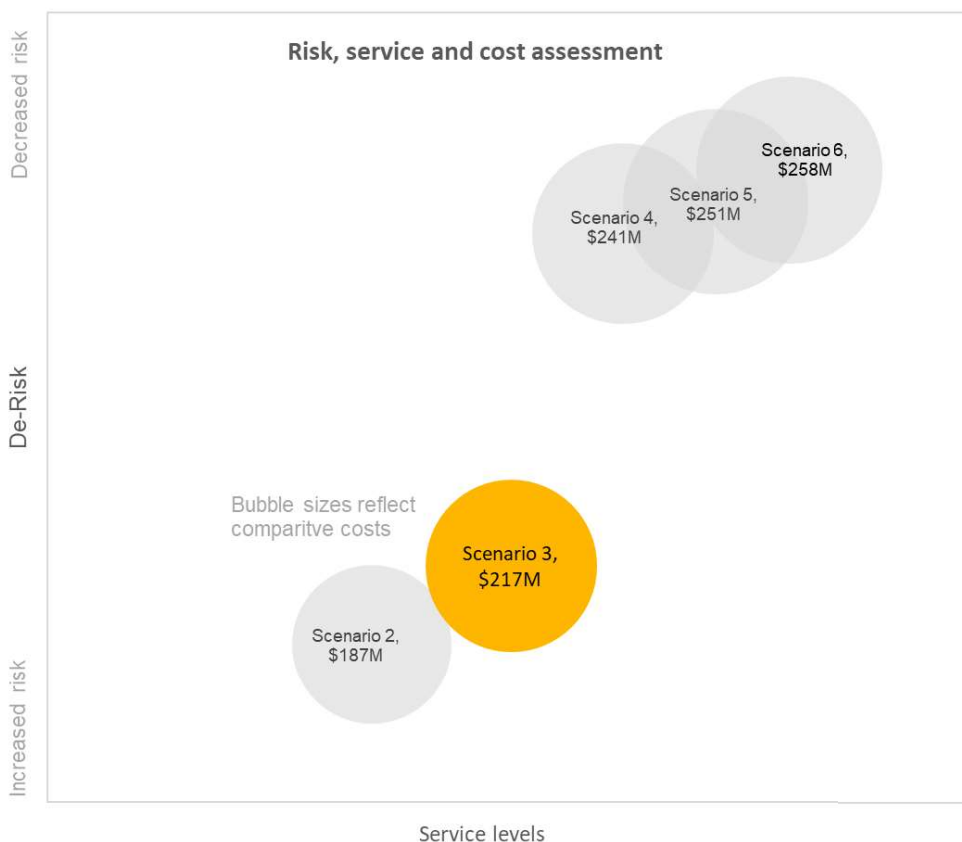 Risk, service and cost assessment
Decreased risk
De-Risk
Increased risk
Scenario 6,
$258M
Scenario 5,
$251M
Scenario 4,
$241M
Bubble sizes reflect
comparitve costs
Scenario 3,
$217M
Scenario 2,
$187M
Service levels